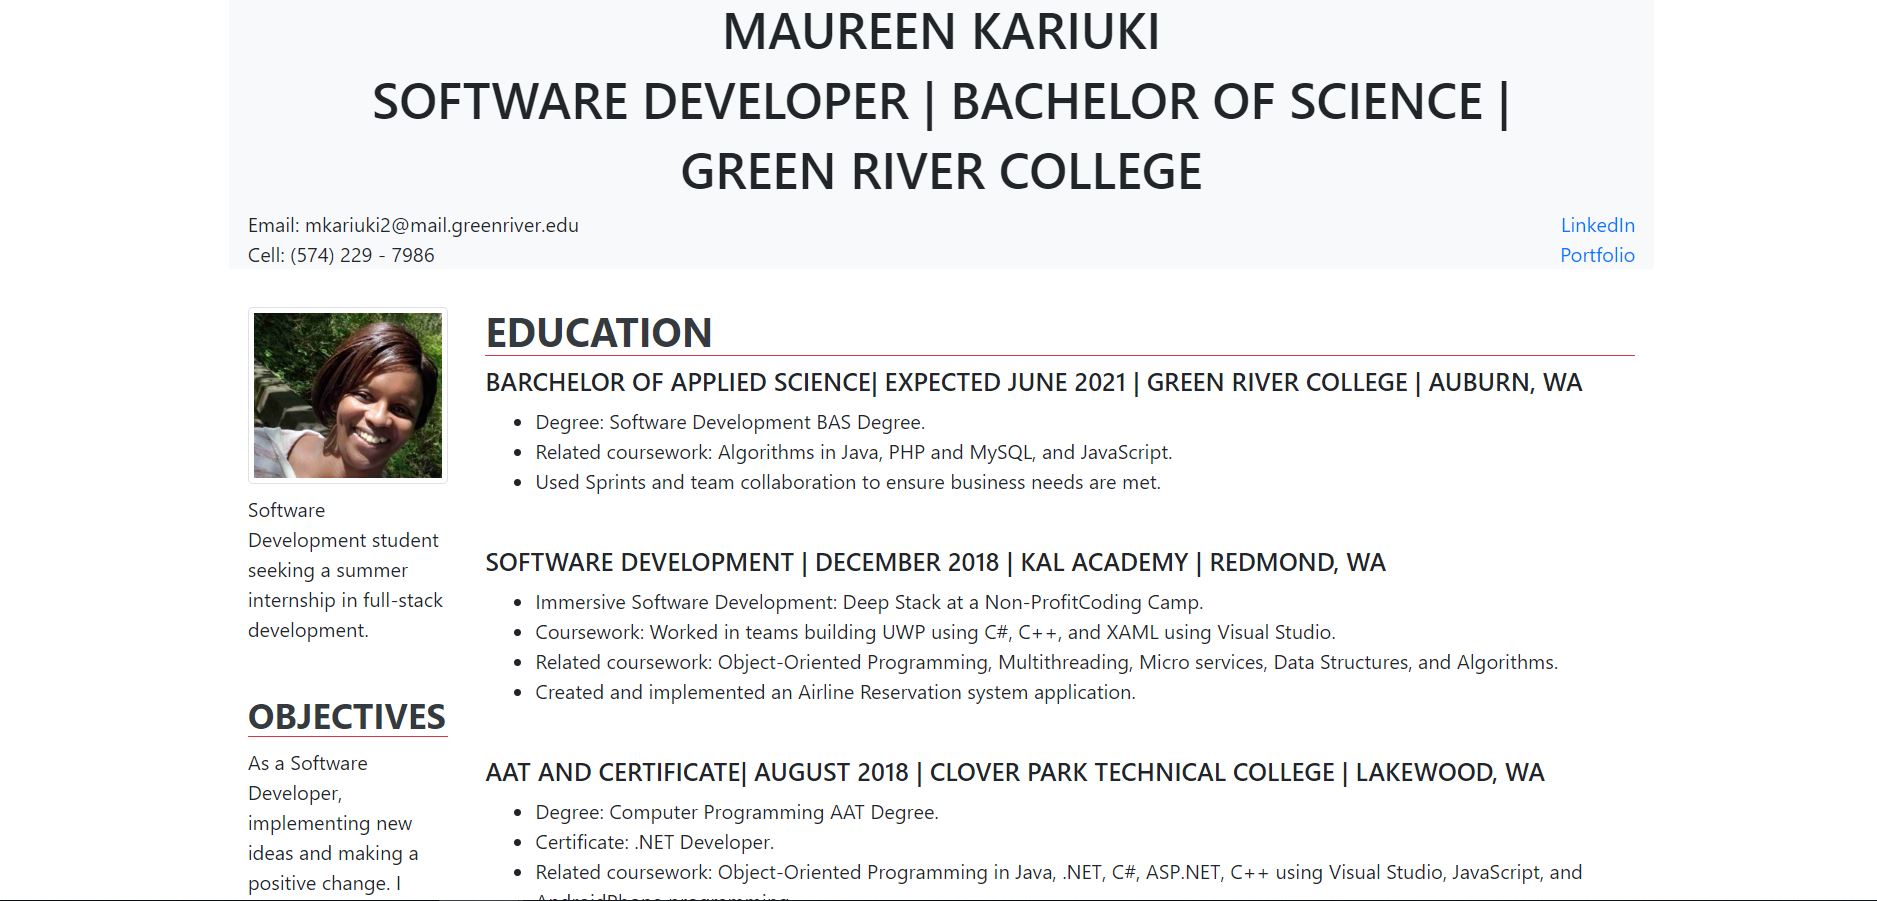 MAUREEN KARIUKI
SOFTWARE DEVELOPER | BACHELOR OF SCIENCE |
GREEN RIVER COLLEGE
Email: mkariuki2@mail.greenriver.edu
LinkedIn
Cell: (574) 229 - 7986
Portfolio
Software
Development student
seeking a summer
internship in full-stack
development.
OBJECTIVES
As a Software
Developer,
implementing new
ideas and making a
positive change. I
EDUCATION
BARCHELOR OF APPLIED SCIENCE| EXPECTED JUNE 2021 | GREEN RIVER COLLEGE | AUBURN, WA
• Degree: Software Development BAS Degree.
• Related coursework: Algorithms in Java, PHP and MySQL, and JavaScript.
• Used Sprints and team collaboration to ensure business needs are met.
SOFTWARE DEVELOPMENT | DECEMBER 2018 | KAL ACADEMY | REDMOND, WA
• Immersive Software Development: Deep Stack at a Non-ProfitCoding Camp.
• Coursework: Worked in teams building UWP using C#, C++, and XAML using Visual Studio.
• Related coursework: Object-Oriented Programming, Multithreading, Micro services, Data Structures, and Algorithms.
• Created and implemented an Airline Reservation system application.
AAT AND CERTIFICATE| AUGUST 2018 | CLOVER PARK TECHNICAL COLLEGE | LAKEWOOD, WA
• Degree: Computer Programming AAT Degree.
• Certificate: .NET Developer.
• Related coursework: Object-Oriented Programming in Java, .NET, C#, ASP.NET, C++ using Visual Studio, JavaScript, and